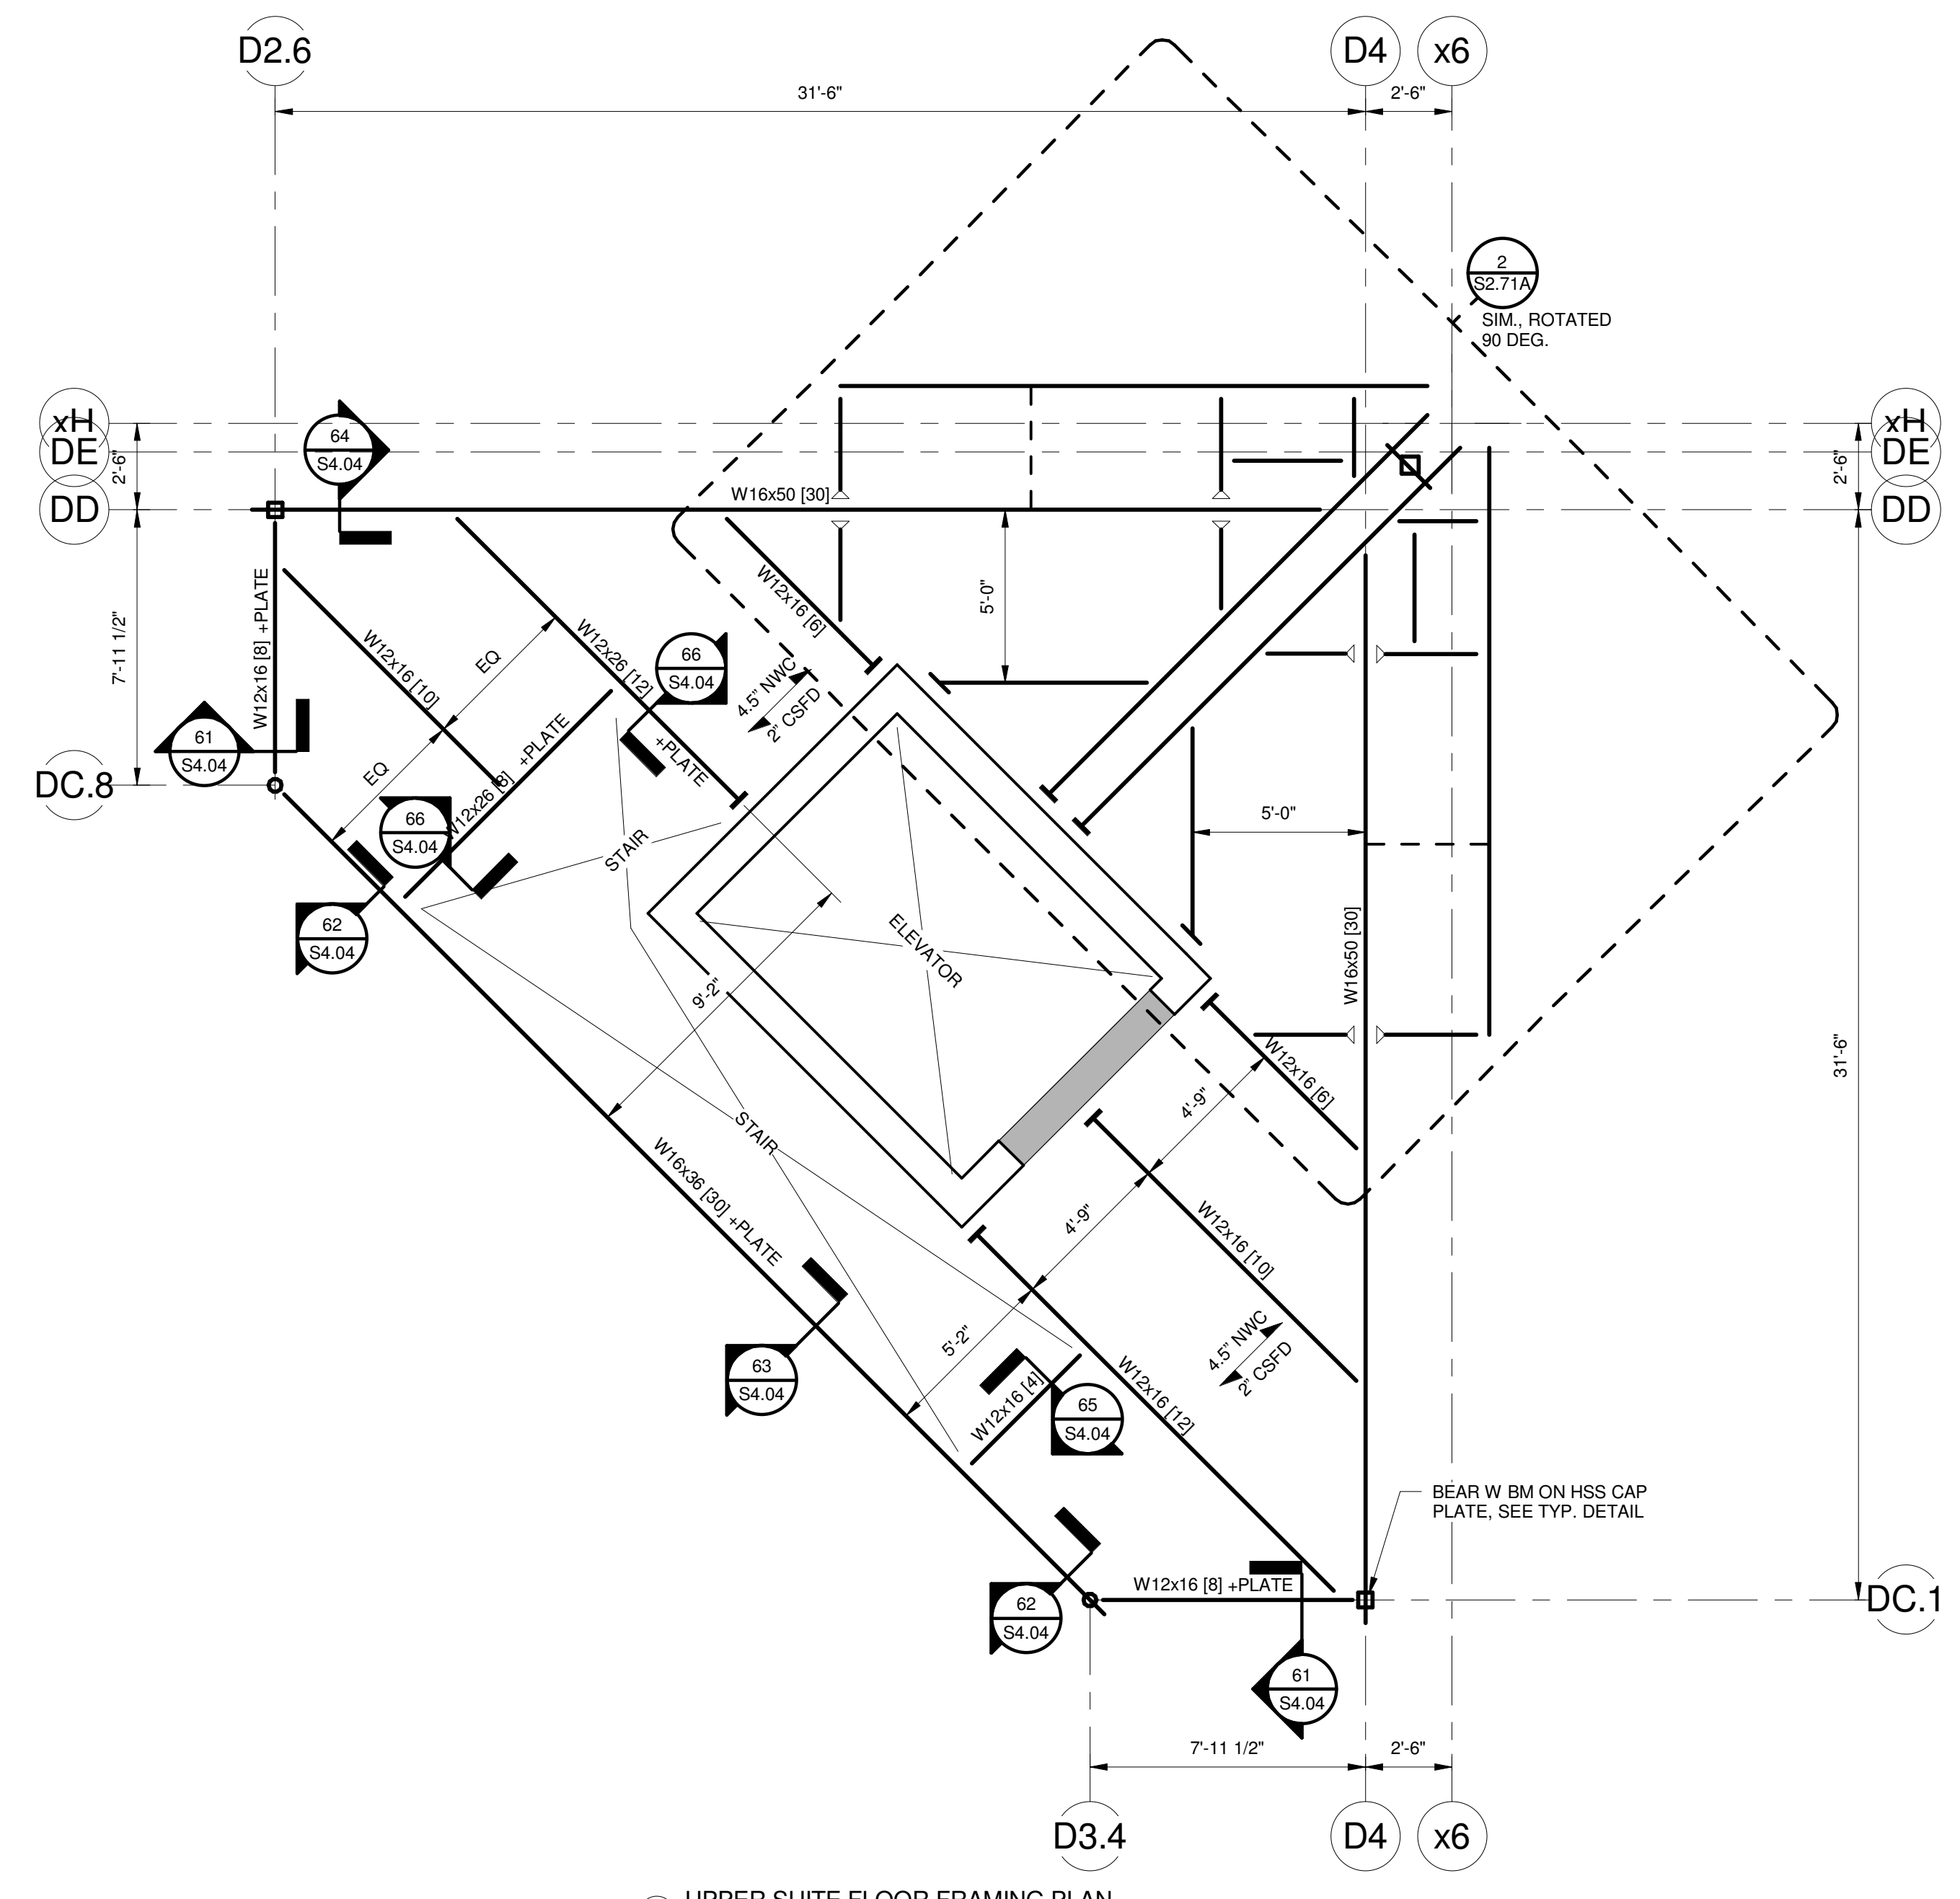 D2.6
D4
x6
31'-6"
2'-6"
2
S2.71A
SIM., ROTATED
90 DEG.
xH
DE
DD
2'-6"
64
S4.04
W16x50 [30]
xH
DE
DD
2'-6"
7'-11 1/2"
W12x16 [8] +PLATE
W12x16 [10]
EQ
EQ
W12x26 [12]
+PLATE
66
S4.04
W12x16 [6]
4.5" NWC
2" CSFD
5'-0"
61
S4.04
DC.8
66
S4.04
W12x26 [8] +PLATE
STAIR
5'-0"
62
S4.04
ELEVATOR
9'-2"
W16x50 [30]
31'-6"
W12x16 [6]
4'-9"
STAIR
4'-9"
W16x36 [30] +PLATE
W12x16 [10]
63
S4.04
5'-2"
4.5" NWC
2" CSFD
W12x16 [4]
65
S4.04
W12x16 [12]
BEAR W BM ON HSS CAP
PLATE, SEE TYP. DETAIL
W12x16 [8] +PLATE
DC.1
62
S4.04
61
S4.04
7'-11 1/2"
2'-6"
D3.4
D4
x6
UPPER SUITE FLOOR FRAMING PLAN